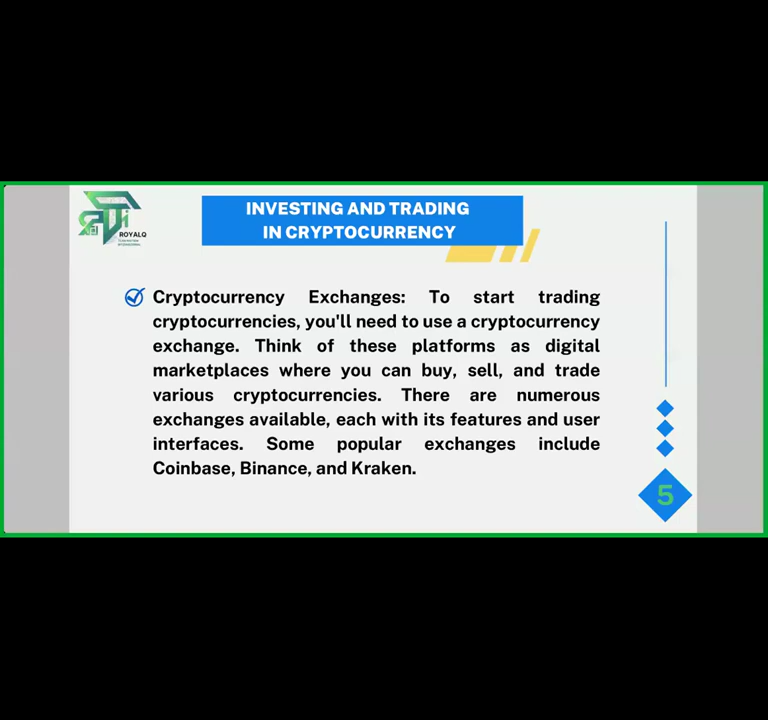 ROYALQ
INVESTING AND TRADING
IN CRYPTOCURRENCY
Cryptocurrency Exchanges: To start trading
cryptocurrencies, you'll need to use a cryptocurrency
exchange. Think of these platforms as digital
marketplaces where you can buy, sell, and trade
various cryptocurrencies. There are numerous
exchanges available, each with its features and user
interfaces. Some popular exchanges include
Coinbase, Binance, and Kraken.
5